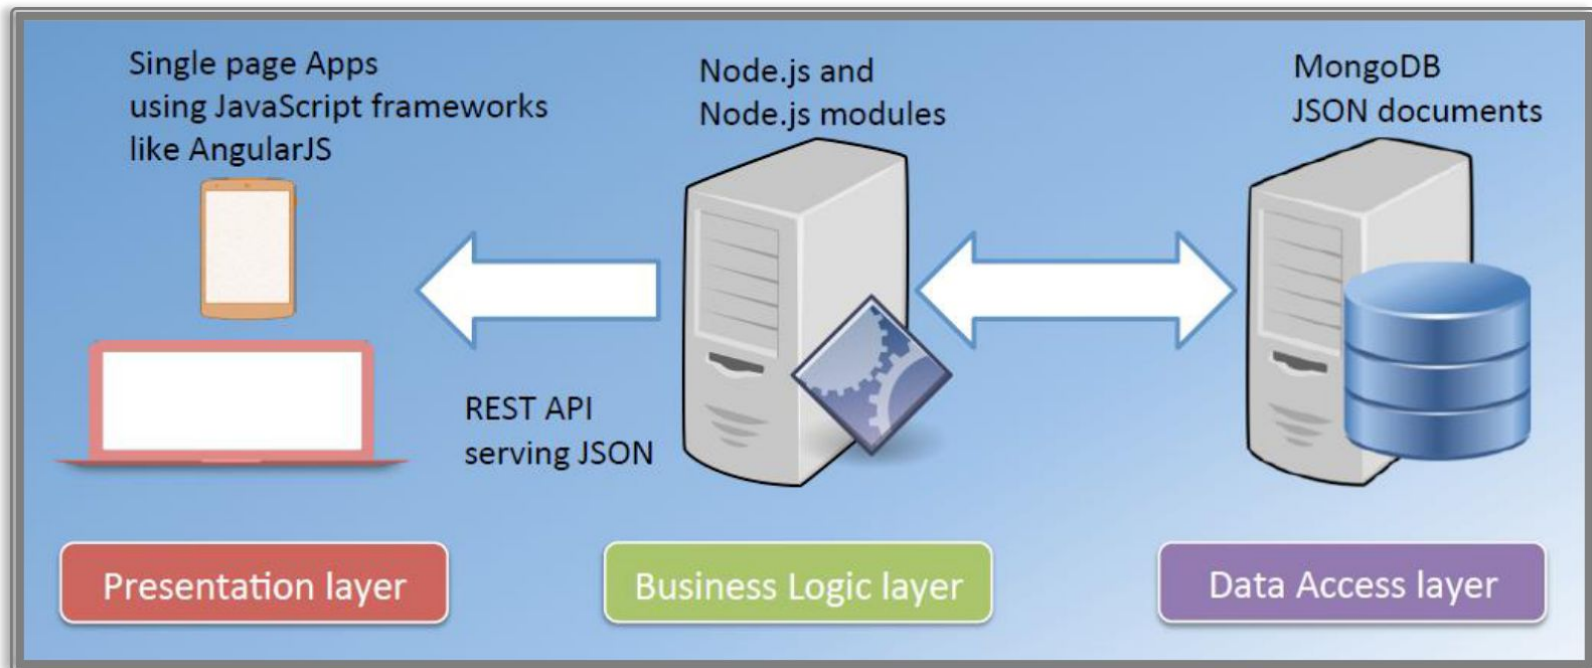 Single page Apps
using JavaScript frameworks
like AngularJS
Node.js and
Node.js modules
MongoDB
JSON documents
REST API
serving JSON
Presentation layer
Business Logic layer
Data Access layer